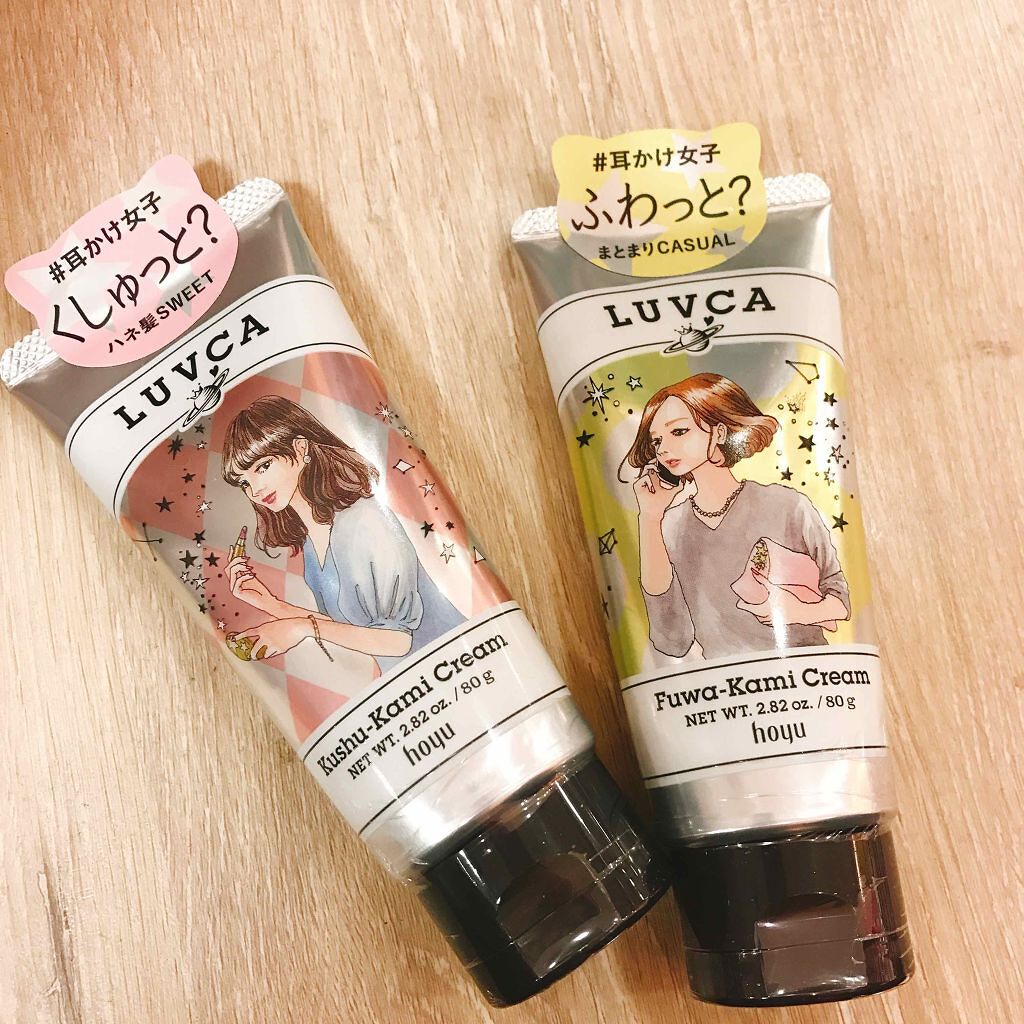 #耳かけ女子
くしゅっと?
ハネ髪SWEET
LUVCA
Kushu-Kami Cream
NET WT. 2.82 oz. / 80 g
hoyu
#耳かけ女子
ふわっと?
まとまりCASUAL
LUVCA
Fuwa-Kami Cream
NET WT. 2.82 oz. / 80 g
hoyu